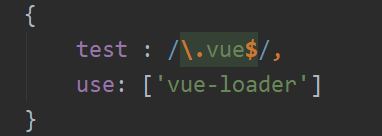 {
test : /\.vue$/,
use: ['vue-loader']
}